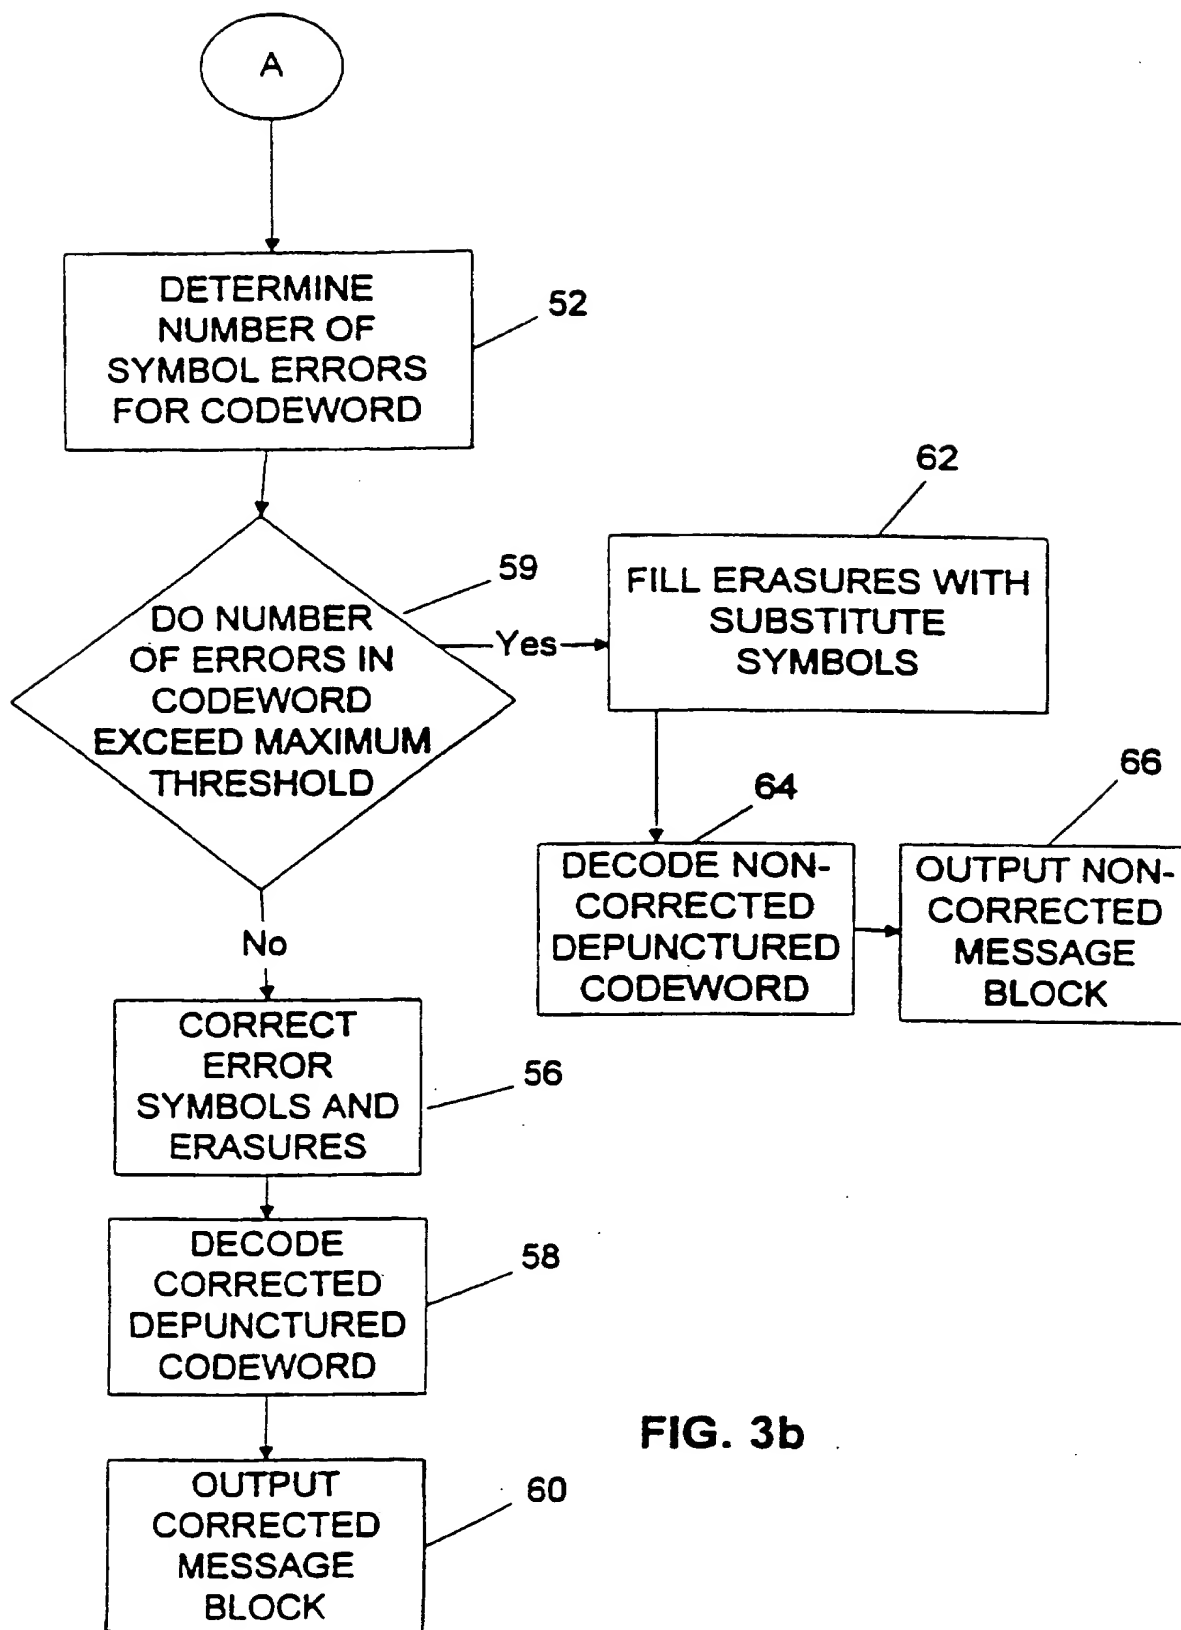 A
DETERMINE
NUMBER OF
SYMBOL ERRORS
FOR CODEWORD
52
59
DO NUMBER
OF ERRORS IN
CODEWORD
EXCEED MAXIMUM
THRESHOLD
Yes
62
FILL ERASURES WITH
SUBSTITUTE
SYMBOLS
64
DECODE NON-
CORRECTED
DEPUNCTURED
CODEWORD
66
OUTPUT NON-
CORRECTED
MESSAGE
BLOCK
No
CORRECT
ERROR
SYMBOLS AND
ERASURES
56
DECODE
CORRECTED
DEPUNCTURED
CODEWORD
58
OUTPUT
CORRECTED
MESSAGE
BLOCK
60
FIG. 3b